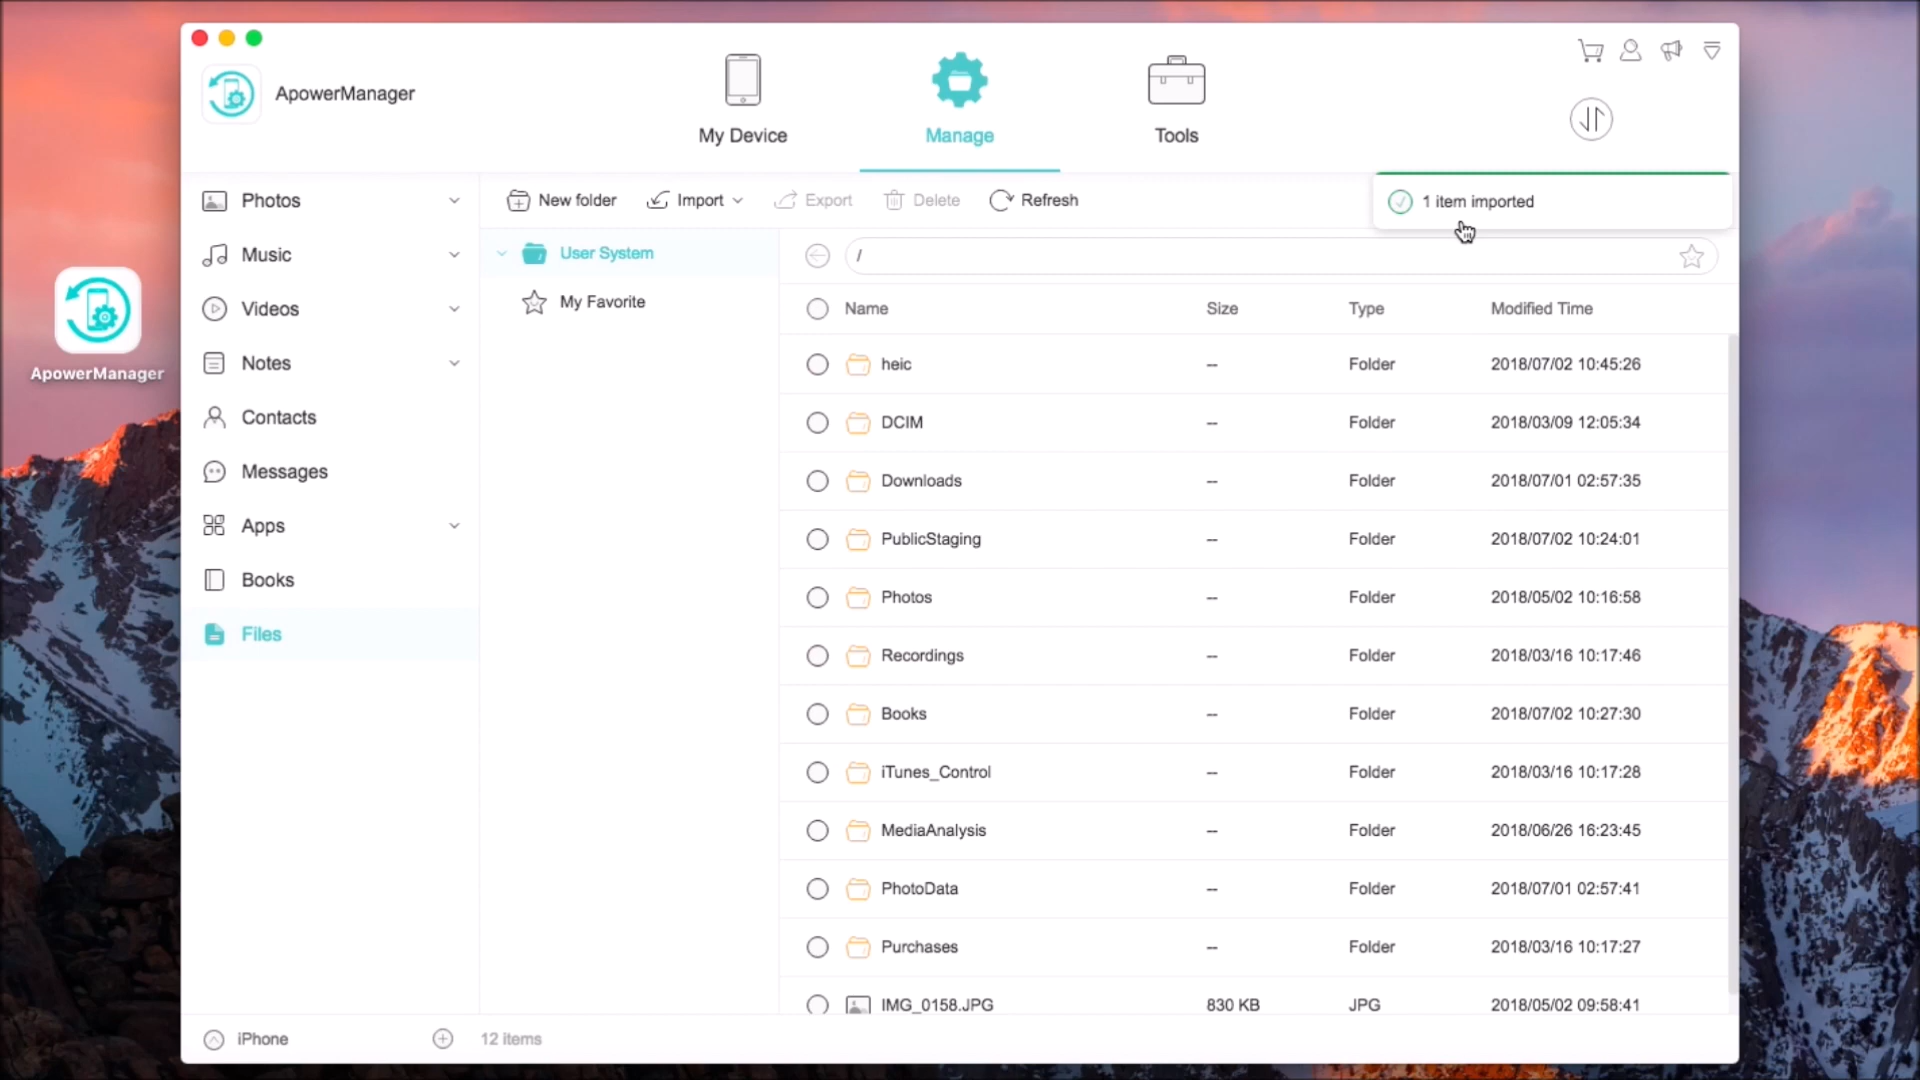 ApowerManager
My Device
Manage
Tools
Photos
Music
Videos
Notes
Contacts
Messages
Apps
Books
Files
New folder Import Export Delete Refresh
1 item imported
User System
My Favorite
/
Name Size Type Modified Time
heic -- Folder 2018/07/02 10:45:26
DCIM -- Folder 2018/03/09 12:05:34
Downloads -- Folder 2018/07/01 02:57:35
PublicStaging -- Folder 2018/07/02 10:24:01
Photos -- Folder 2018/05/02 10:16:58
Recordings -- Folder 2018/03/16 10:17:46
Books -- Folder 2018/07/02 10:27:30
iTunes_Control -- Folder 2018/03/16 10:17:28
MediaAnalysis -- Folder 2018/06/26 16:23:45
PhotoData -- Folder 2018/07/01 02:57:41
Purchases -- Folder 2018/03/16 10:17:27
IMG_0158.JPG 830 KB JPG 2018/05/02 09:58:41
iPhone
12 items
ApowerManager